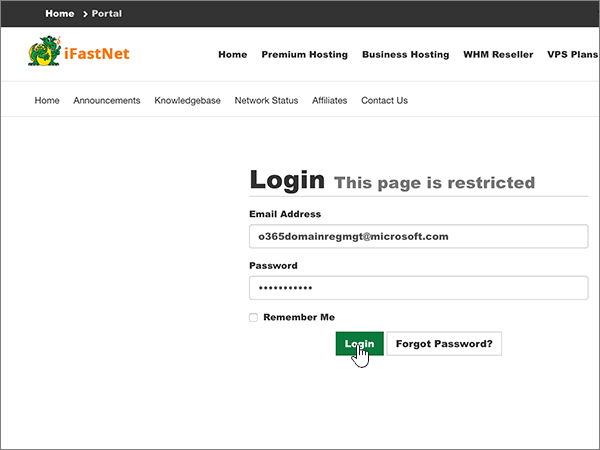 Home > Portal
iFastNet
Home Premium Hosting Business Hosting WHM Reseller VPS Plans
Home Announcements Knowledgebase Network Status Affiliates Contact Us
Login This page is restricted
Email Address
o365domainregmgt@microsoft.com
Password
•••••••••••
Remember Me
Login Forgot Password?